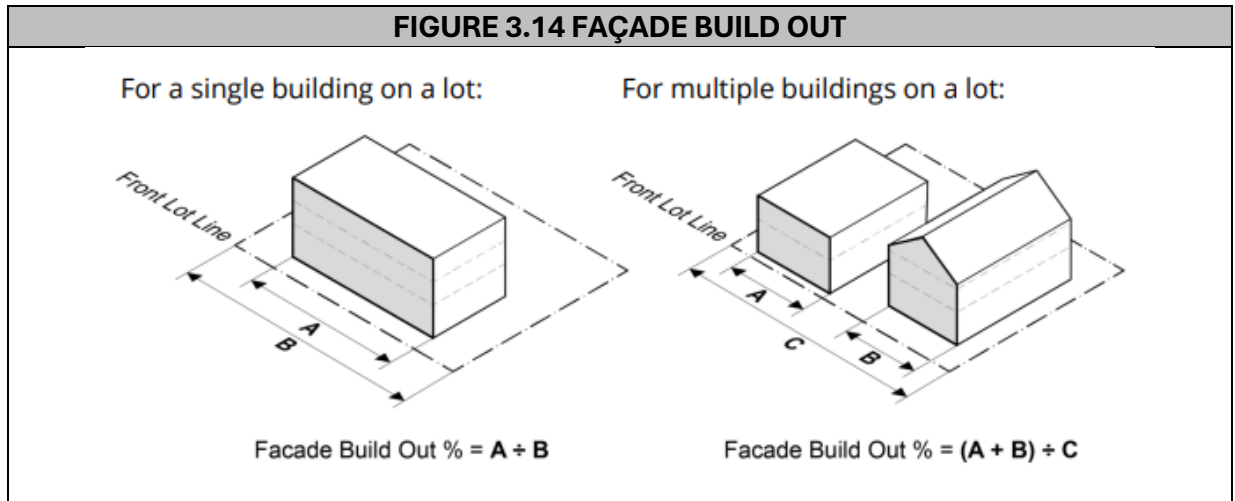 FIGURE 3.14 FAÇADE BUILD OUT
For a single building on a lot:
Front Lot Line
A
B
Facade Build Out % = A ÷ B
For multiple buildings on a lot:
Front Lot Line
A
B
C
Facade Build Out % = (A + B) ÷ C